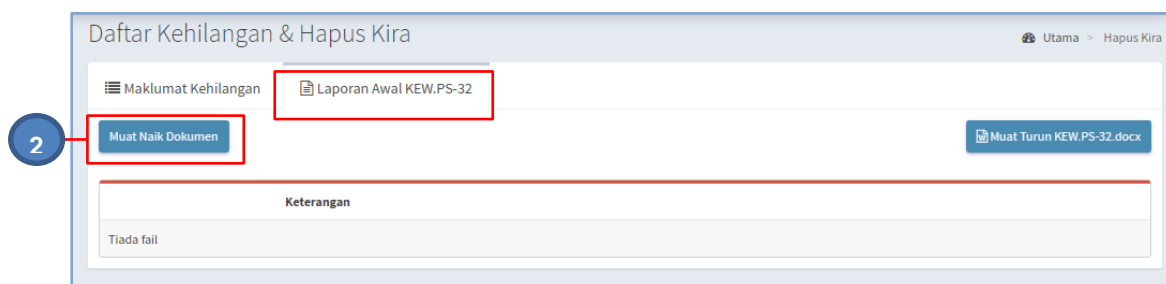 Daftar Kehilangan & Hapus Kira
Utama > Hapus Kira
Maklumat Kehilangan
Laporan Awal KEW.PS-32
2
Muat Naik Dokumen
Muat Turun KEW.PS-32.docx
Keterangan
Tiada fail